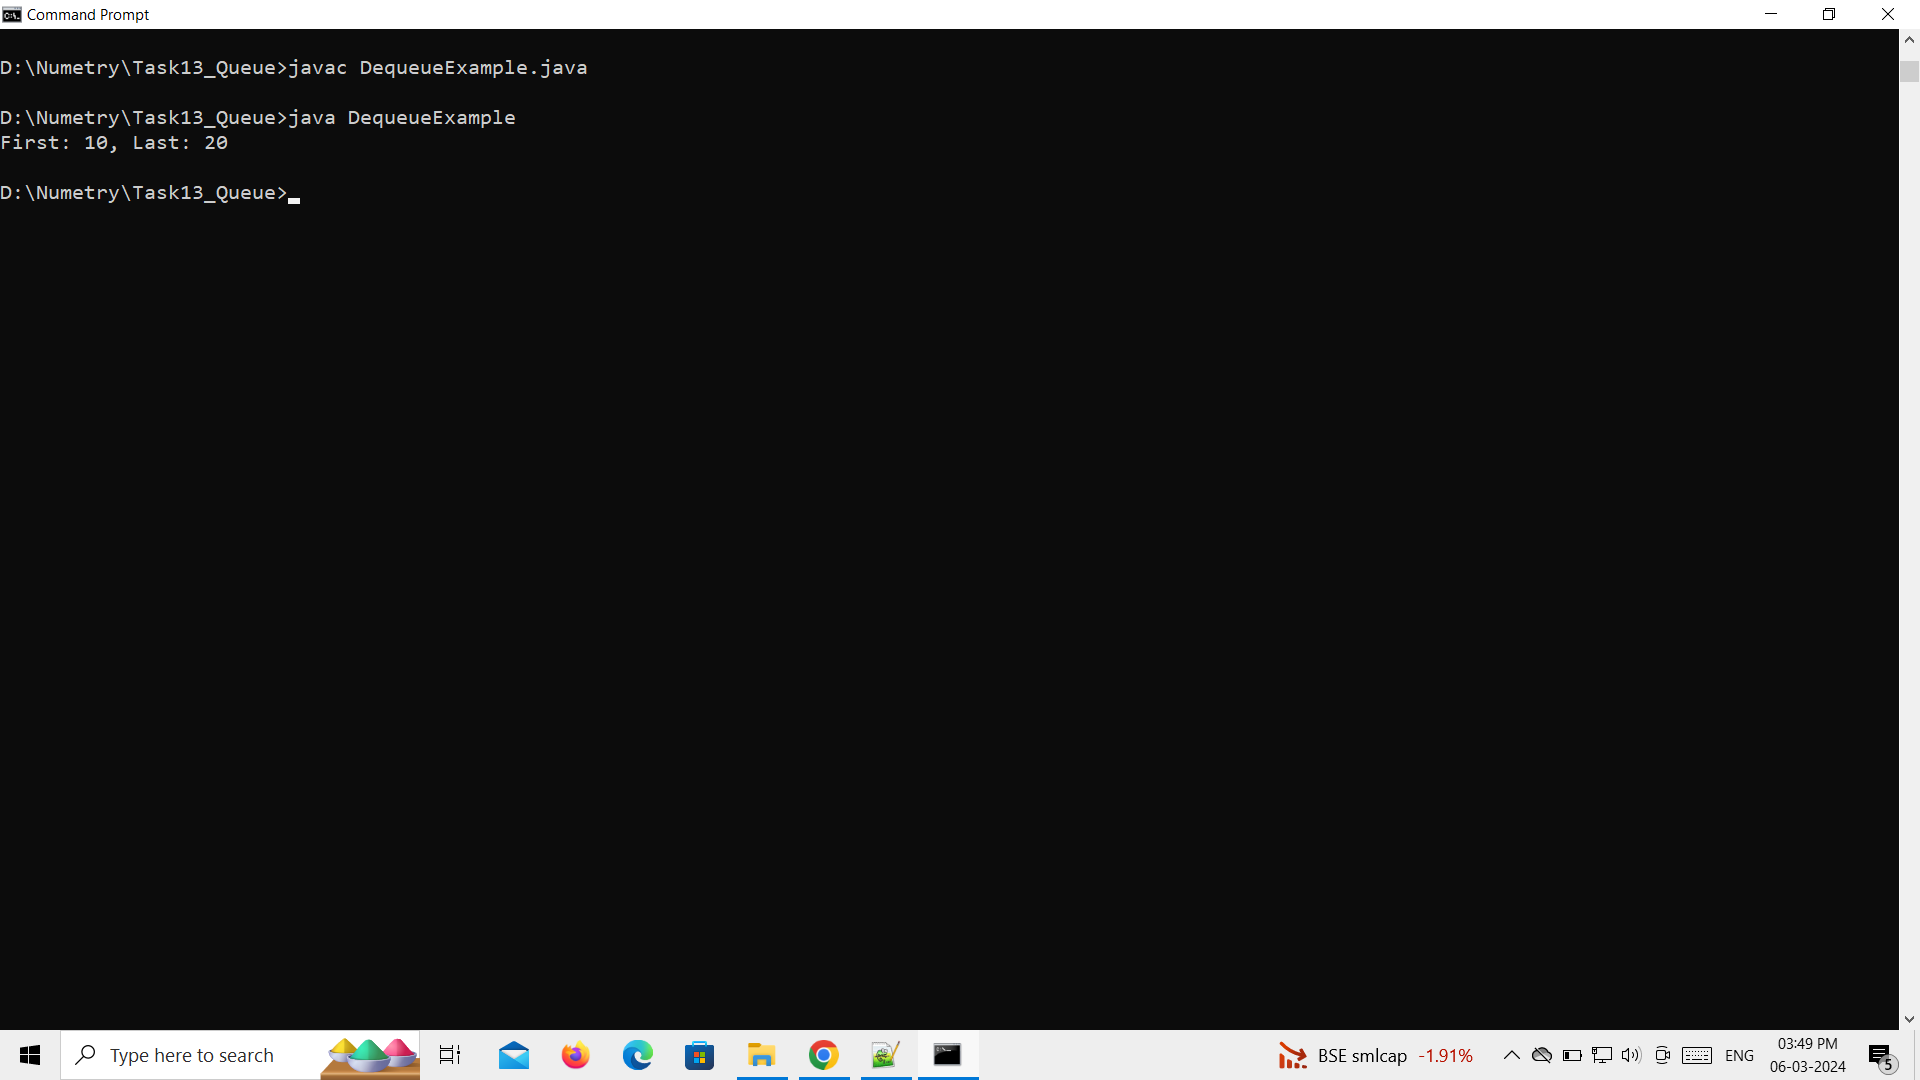 Command Prompt
D:\Numetry\Task13_Queue>javac DequeueExample.java
D:\Numetry\Task13_Queue>java DequeueExample
First: 10, Last: 20
D:\Numetry\Task13_Queue>
Type here to search
BSE smlcap -1.91%
ENG
03:49 PM
06-03-2024
5